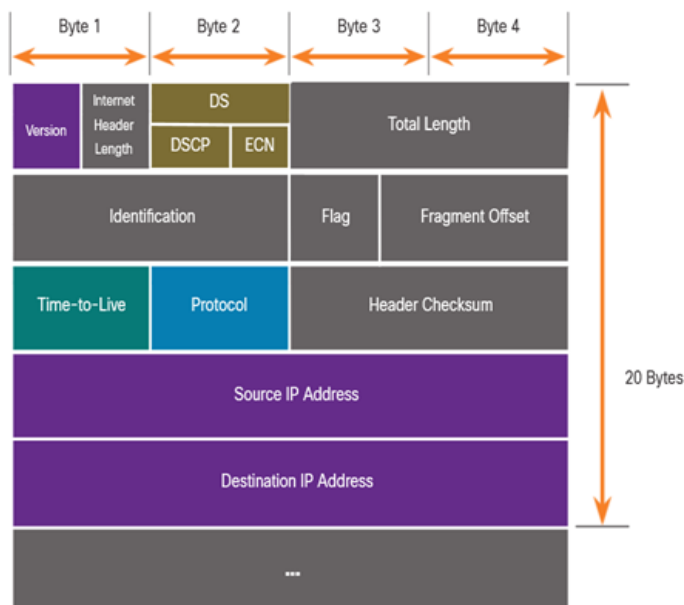 Byte 1
Byte 2
Byte 3
Byte 4
Version
Internet
Header
Length
DS
DSCP
ECN
Total Length
Identification
Flag
Fragment Offset
Time-to-Live
Protocol
Header Checksum
Source IP Address
20 Bytes
Destination IP Address
...